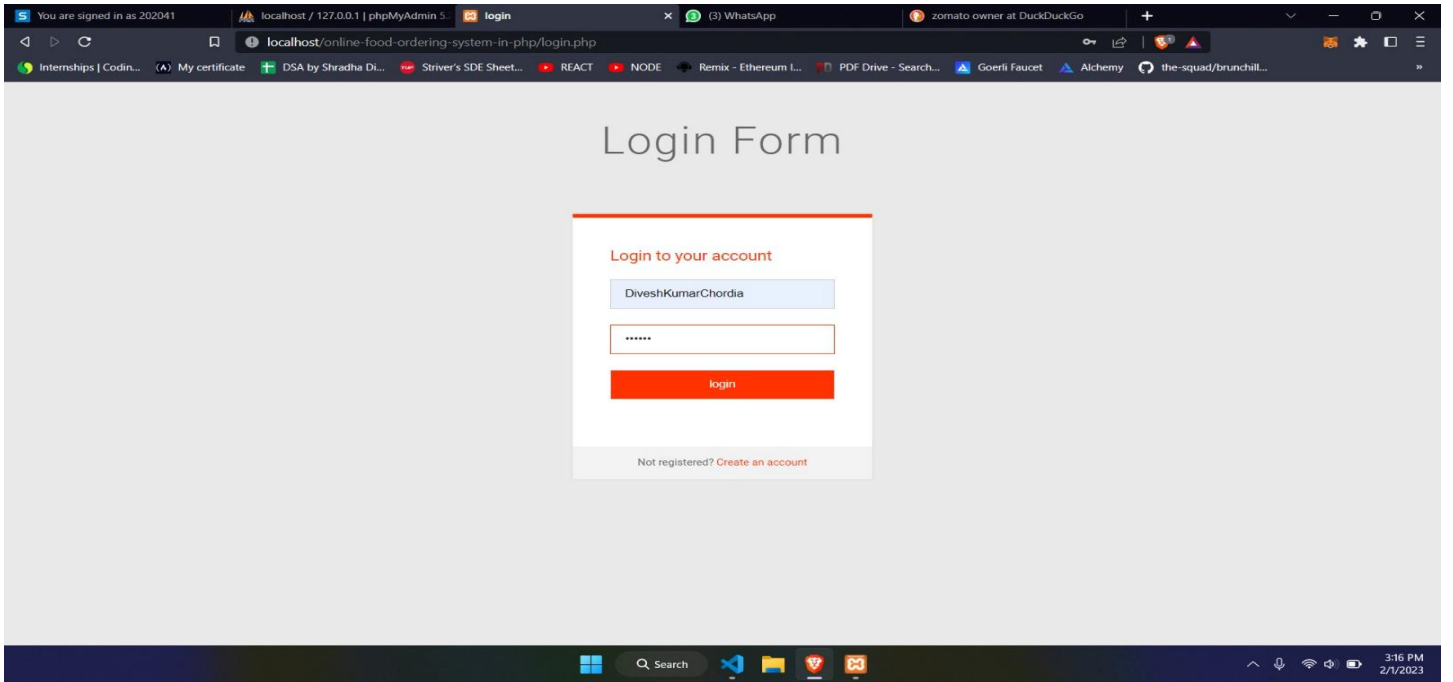 You are signed in as 202041
localhost / 127.0.0.1 | phpMyAdmin 5..
login
(3) WhatsApp
zomato owner at DuckDuckGo
localhost/online-food-ordering-system-in-php/login.php
Internships | Codin...
My certificate
DSA by Shradha Di...
Striver's SDE Sheet...
REACT
NODE
Remix - Ethereum I...
PDF Drive - Search...
Goerli Faucet
Alchemy
the-squad/brunchill...
Login Form
Login to your account
DiveshKumarChordia
••••••
login
Not registered? Create an account
Search
3:16 PM
2/1/2023